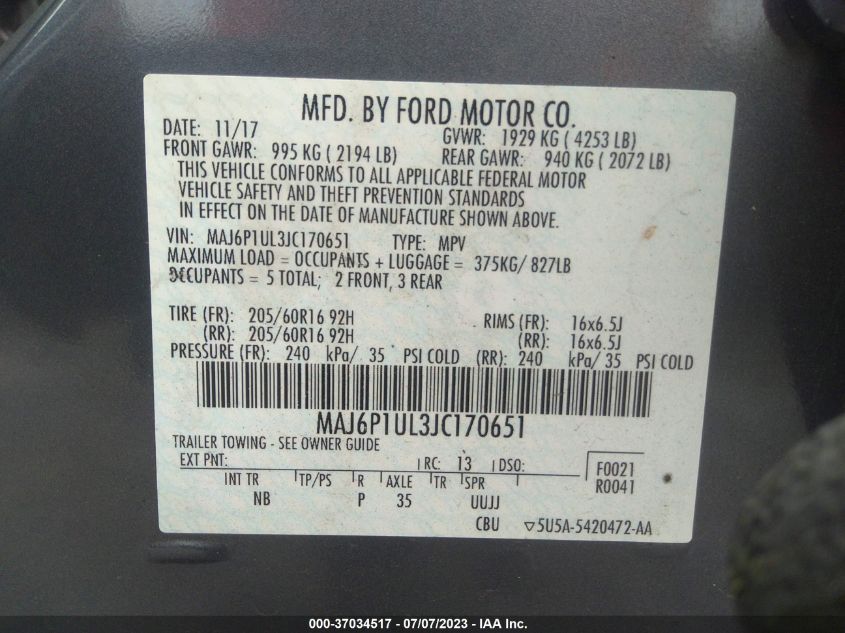 MFD. BY FORD MOTOR CO.
DATE: 11/17 GVWR: 1929 KG ( 4253 LB)
FRONT GAWR: 995 KG ( 2194 LB) REAR GAWR: 940 KG ( 2072 LB)
THIS VEHICLE CONFORMS TO ALL APPLICABLE FEDERAL MOTOR
VEHICLE SAFETY AND THEFT PREVENTION STANDARDS
IN EFFECT ON THE DATE OF MANUFACTURE SHOWN ABOVE.
VIN: MAJ6P1UL3JC170651 TYPE: MPV
MAXIMUM LOAD = OCCUPANTS + LUGGAGE = 375KG/ 827LB
OCCUPANTS = 5 TOTAL; 2 FRONT, 3 REAR
TIRE (FR): 205/60R16 92H RIMS (FR): 16x6.5J
(RR): 205/60R16 92H (RR): 16x6.5J
PRESSURE (FR): 240 kPa/ 35 PSI COLD (RR): 240 kPa/ 35 PSI COLD
MAJ6P1UL3JC170651
TRAILER TOWING - SEE OWNER GUIDE
EXT PNT: RC: 13 DSO: F0021
R0041
INT TR TP/PS R AXLE TR SPR
NB P 35 UUJJ
CBU ▽5U5A-5420472-AA
000-37034517 - 07/07/2023 - IAA Inc.